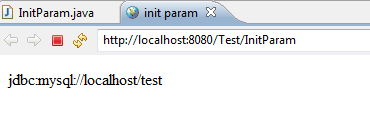 InitParam.java init param
http://localhost:8080/Test/InitParam
jdbc:mysql://localhost/test